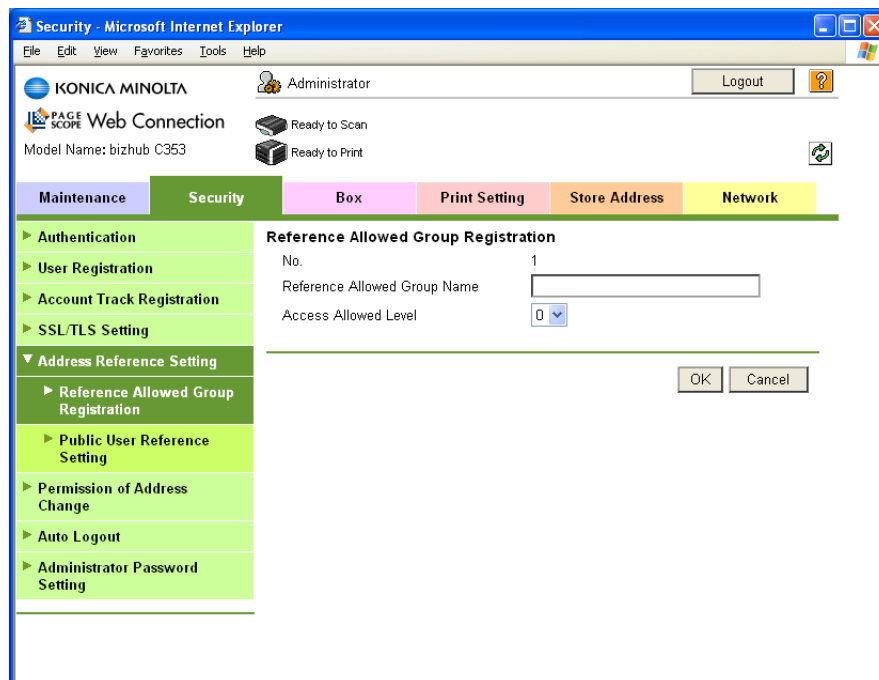 Security - Microsoft Internet Explorer
File Edit View Favorites Tools Help
KONICA MINOLTA
Administrator
Logout
?
PAGE SCOPE Web Connection
Ready to Scan
Model Name: bizhub C353
Ready to Print
Maintenance Security Box Print Setting Store Address Network
Authentication
User Registration
Account Track Registration
SSL/TLS Setting
Address Reference Setting
Reference Allowed Group
Registration
Public User Reference
Setting
Permission of Address
Change
Auto Logout
Administrator Password
Setting
Reference Allowed Group Registration
No. 1
Reference Allowed Group Name
Access Allowed Level 0
OK Cancel